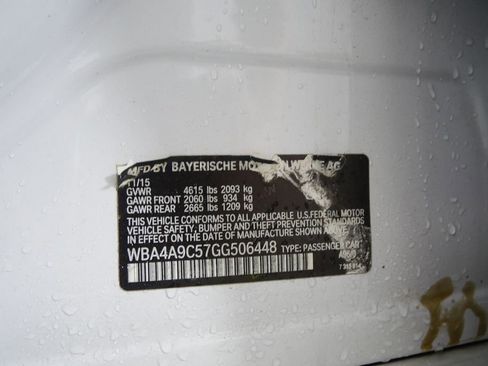 MFD BY BAYERISCHE AG
11/15
GVWR 4615 lbs 2093 kg
GAWR FRONT 2060 lbs 934 kg
GAWR REAR 2665 lbs 1209 kg
THIS VEHICLE CONFORMS TO ALL APPLICABLE U.S.FEDERAL MOTOR
VEHICLE SAFETY, BUMPER AND THEFT PREVENTION STANDARDS
IN EFFECT ON THE DATE OF MANUFACTURE SHOWN ABOVE.
WBA4A9C57GG506448 TYPE: PASSENGER CAR